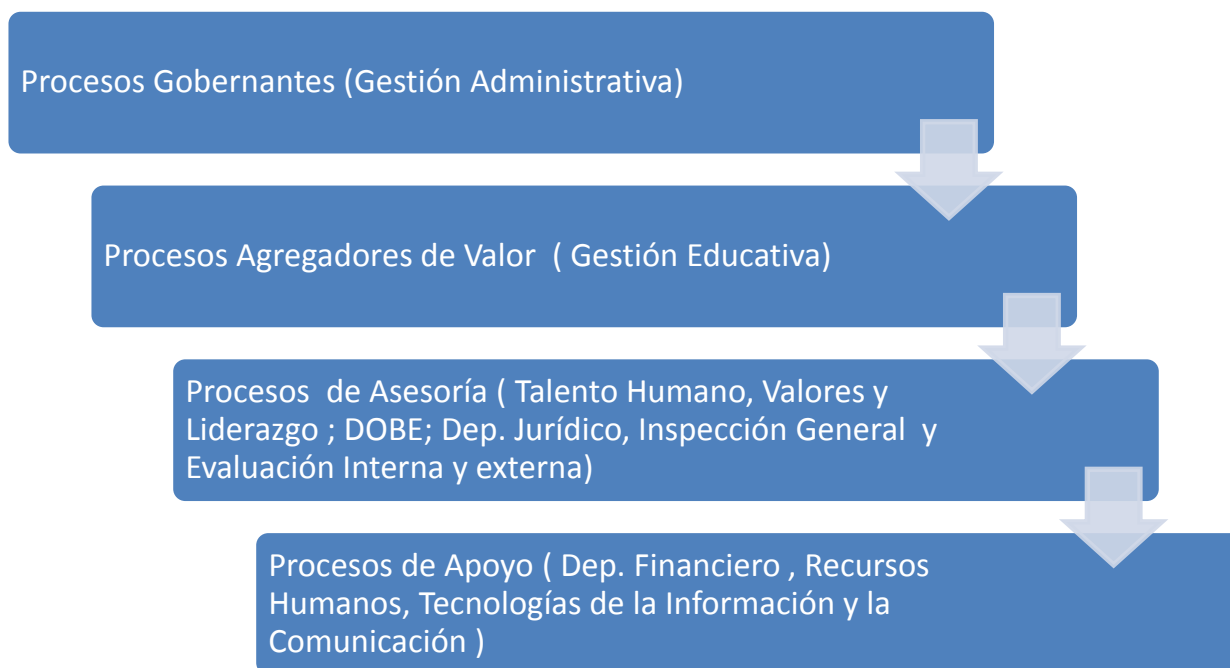 Procesos Gobernantes (Gestión Administrativa)
Procesos Agregadores de Valor ( Gestión Educativa)
Procesos de Asesoría ( Talento Humano, Valores y
Liderazgo ; DOBE; Dep. Jurídico, Inspección General y
Evaluación Interna y externa)
Procesos de Apoyo ( Dep. Financiero , Recursos
Humanos, Tecnologías de la Información y la
Comunicación )